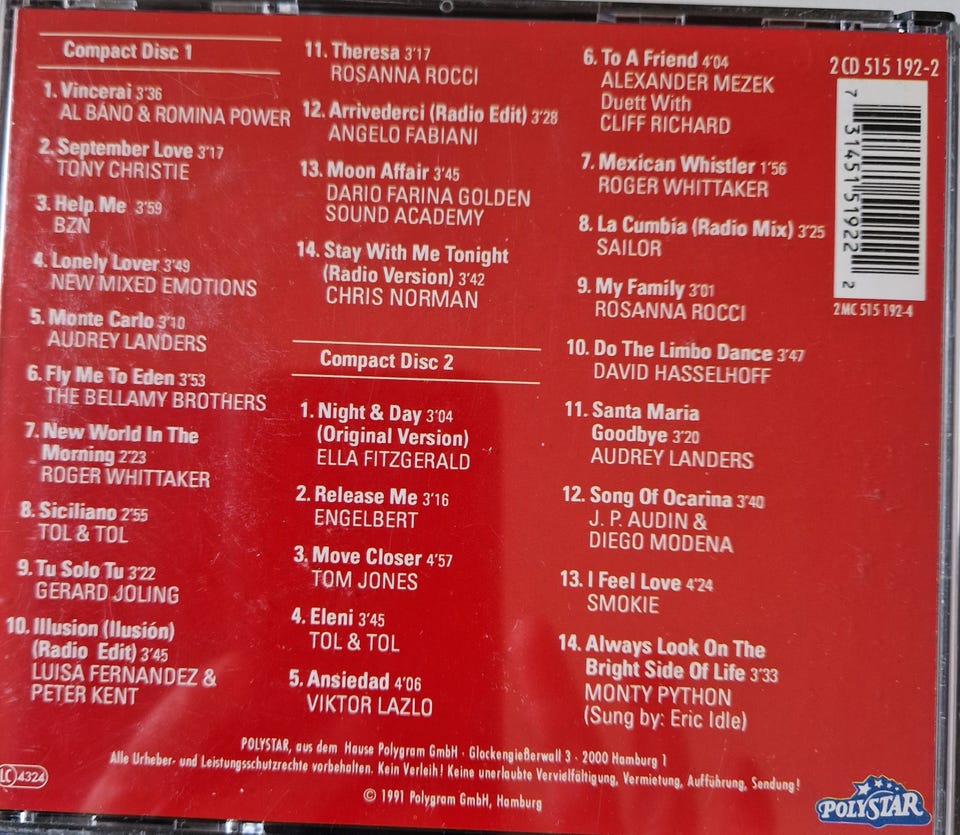 Compact Disc 1
1. Vincerai 3'36
AL BANO & ROMINA POWER
2. September Love 3'17
TONY CHRISTIE
3. Help Me 3'59
BZN
4. Lonely Lover 3'49
NEW MIXED EMOTIONS
5. Monte Carlo 3'10
AUDREY LANDERS
6. Fly Me To Eden 3'53
THE BELLAMY BROTHERS
7. New World In The
Morning 2'23
ROGER WHITTAKER
8. Siciliano 2'55
TOL & TOL
9. Tu Solo Tu 3'22
GERARD JOLING
10. Illusion (Ilusión)
(Radio Edit) 3'45
LUISA FERNANDEZ &
PETER KENT
11. Theresa 3'17
ROSANNA ROCCI
12. Arrivederci (Radio Edit) 3'28
ANGELO FABIANI
13. Moon Affair 3'45
DARIO FARINA GOLDEN
SOUND ACADEMY
14. Stay With Me Tonight
(Radio Version) 3'42
CHRIS NORMAN
Compact Disc 2
1. Night & Day 3'04
(Original Version)
ELLA FITZGERALD
2. Release Me 3'16
ENGELBERT
3. Move Closer 4'57
TOM JONES
4. Eleni 3'45
TOL & TOL
5. Ansiedad 4'06
VIKTOR LAZLO
6. To A Friend 4'04
ALEXANDER MEZEK
Duett With
CLIFF RICHARD
7. Mexican Whistler 1'56
ROGER WHITTAKER
8. La Cumbia (Radio Mix) 3'25
SAILOR
9. My Family 3'01
ROSANNA ROCCI
10. Do The Limbo Dance 3'47
DAVID HASSELHOFF
11. Santa Maria
Goodbye 3'20
AUDREY LANDERS
12. Song Of Ocarina 3'40
J. P. AUDIN &
DIEGO MODENA
13. I Feel Love 4'24
SMOKIE
14. Always Look On The
Bright Side Of Life 3'33
MONTY PYTHON
(Sung by: Eric Idle)
2 CD 515 192-2
7 31451 51922 2
2 MC 515 192-4
POLYSTAR, aus dem Hause Polygram GmbH · Glockengießerwall 3 · 2000 Hamburg 1
Alle Urheber- und Leistungsschutzrechte vorbehalten. Kein Verleih! Keine unerlaubte Vervielfältigung, Vermietung, Aufführung, Sendung!
© 1991 Polygram GmbH, Hamburg
LC 4324
POLYSTAR